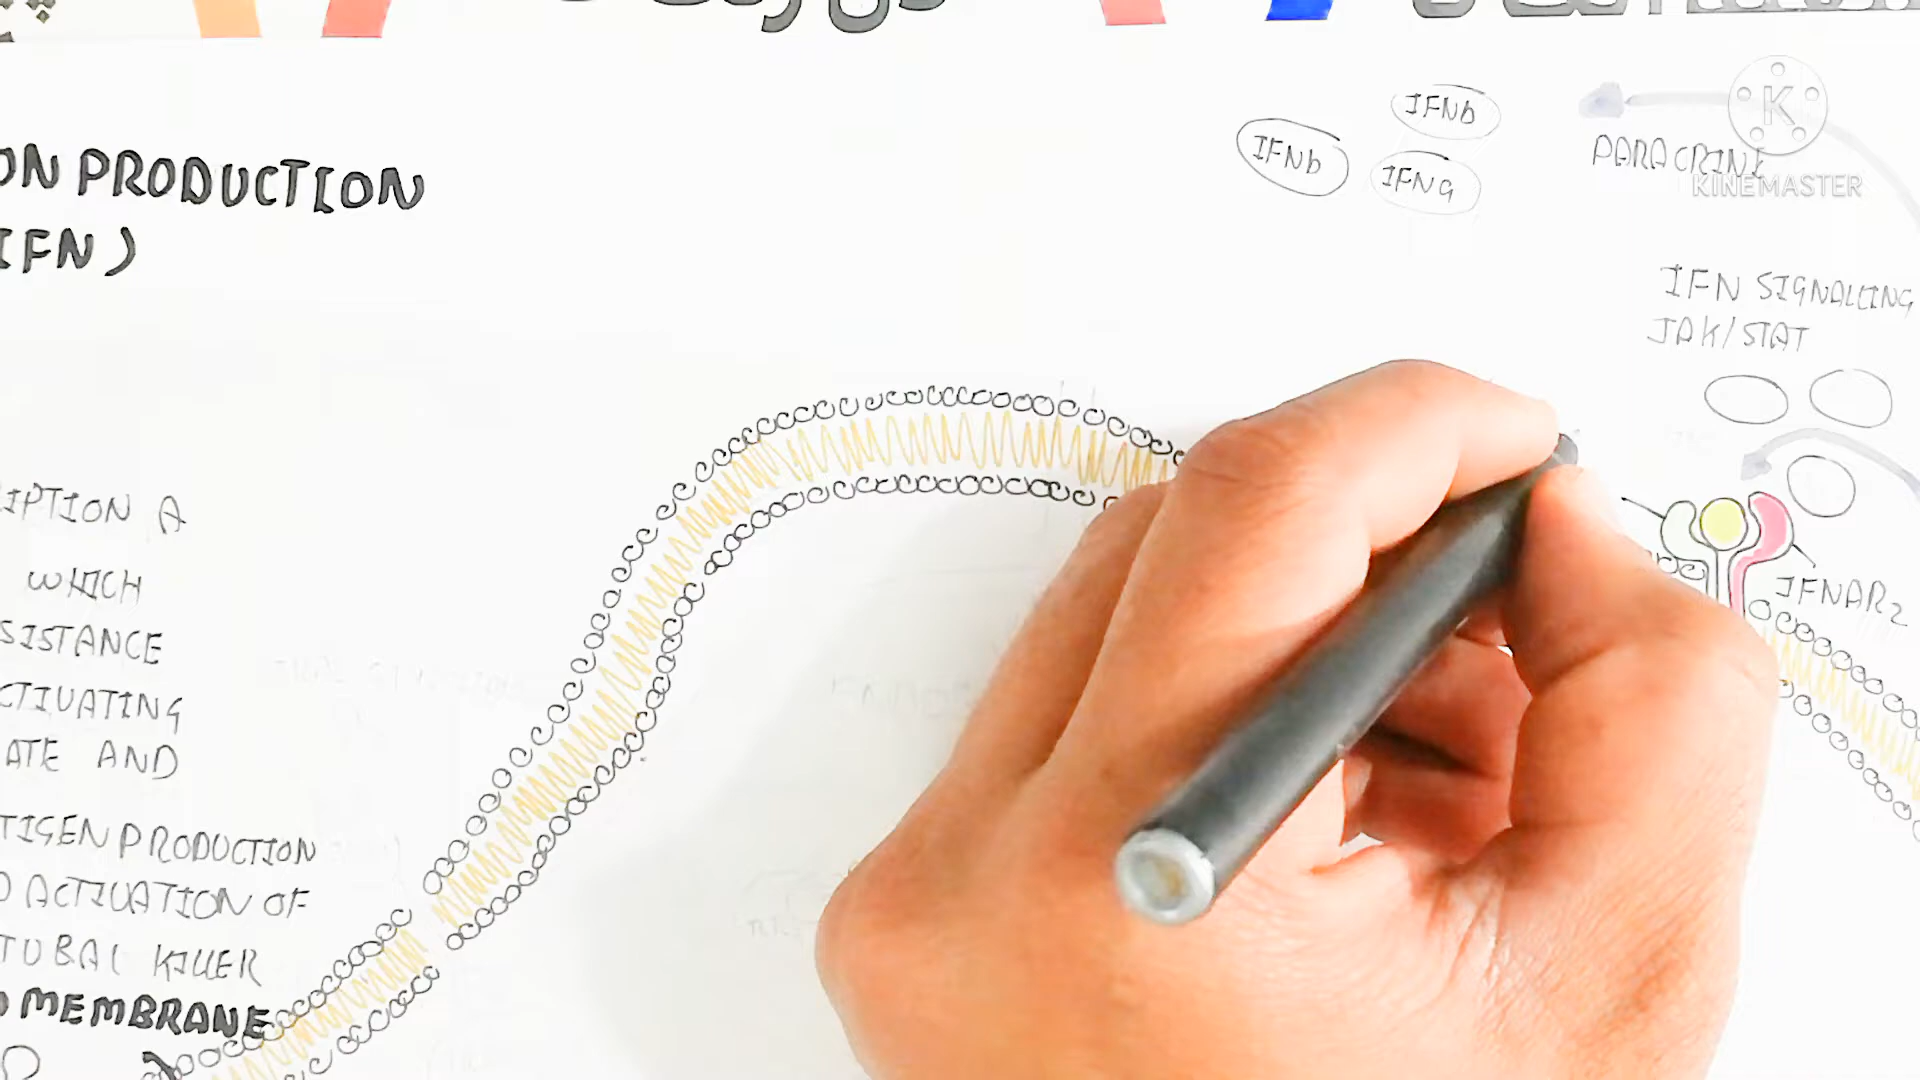 ON PRODUCTION
IFN)
IPTION A
WHICH
SISTANCE
CTIVATING
ATE AND
TIGEN PRODUCTION
D ACTIVATION OF
TURAL KILLER
D MEMBRANE
IFNb
IFNb
IFNa
PARACRINE
K
KINEMASTER
IFN SIGNALLING
JAK/STAT
IFNAR2